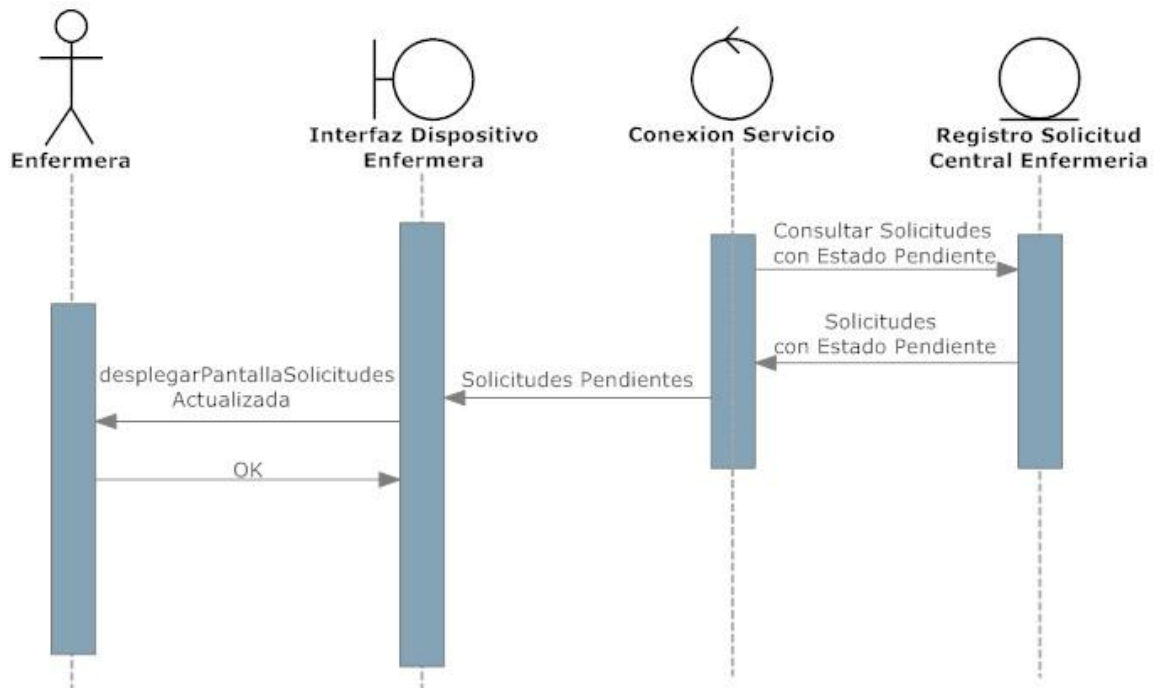 Enfermera
Interfaz Dispositivo
Enfermera
Conexion Servicio
Registro Solicitud
Central Enfermeria
Consultar Solicitudes
con Estado Pendiente
Solicitudes
con Estado Pendiente
Solicitudes Pendientes
desplegarPantallaSolicitudes
Actualizada
OK